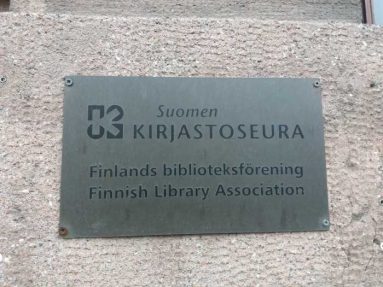 Suomen
KIRJASTOSEURA
Finlands biblioteksförening
Finnish Library Association